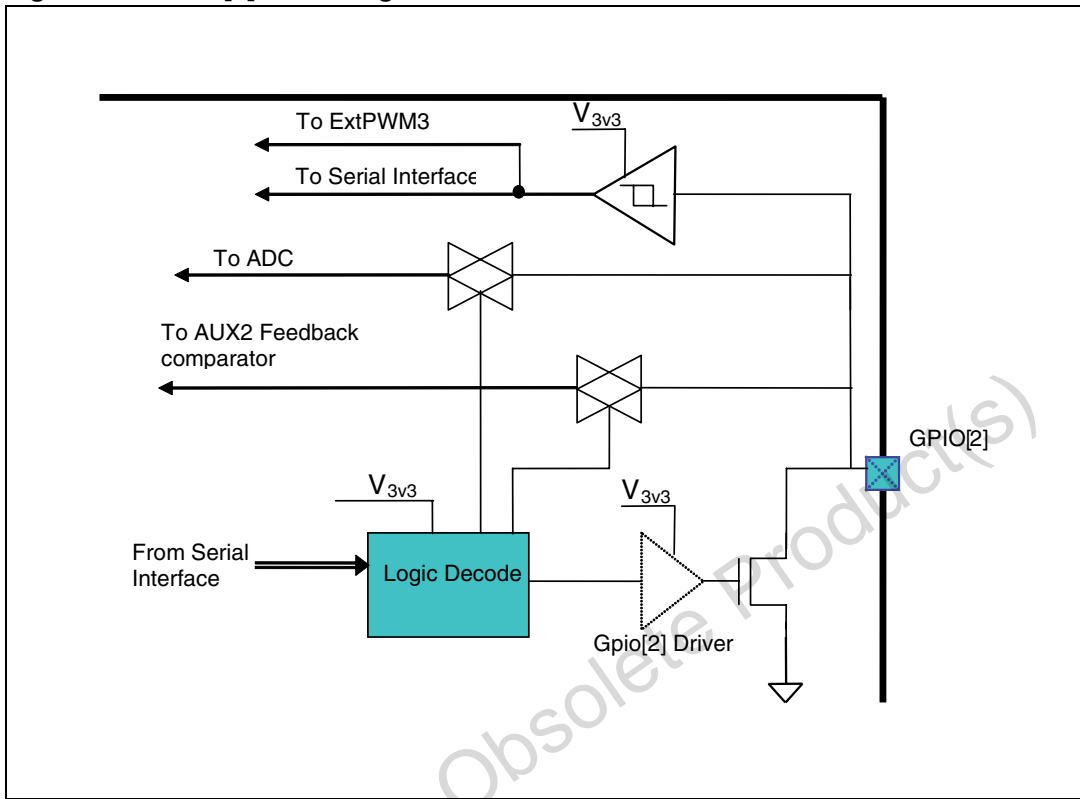 To ExtPWM3
V3v3
To Serial Interface
To ADC
To AUX2 Feedback
comparator
GPIO[2]
V3v3
V3v3
From Serial
Interface
Logic Decode
Gpio[2] Driver
Obsolete Product(s)